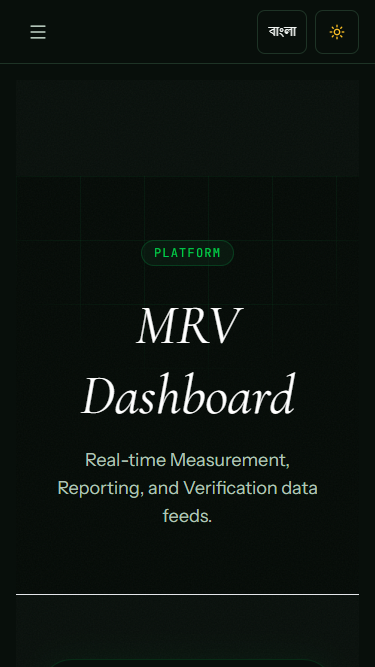 বাংলা
PLATFORM
MRV
Dashboard
Real-time Measurement,
Reporting, and Verification data
feeds.